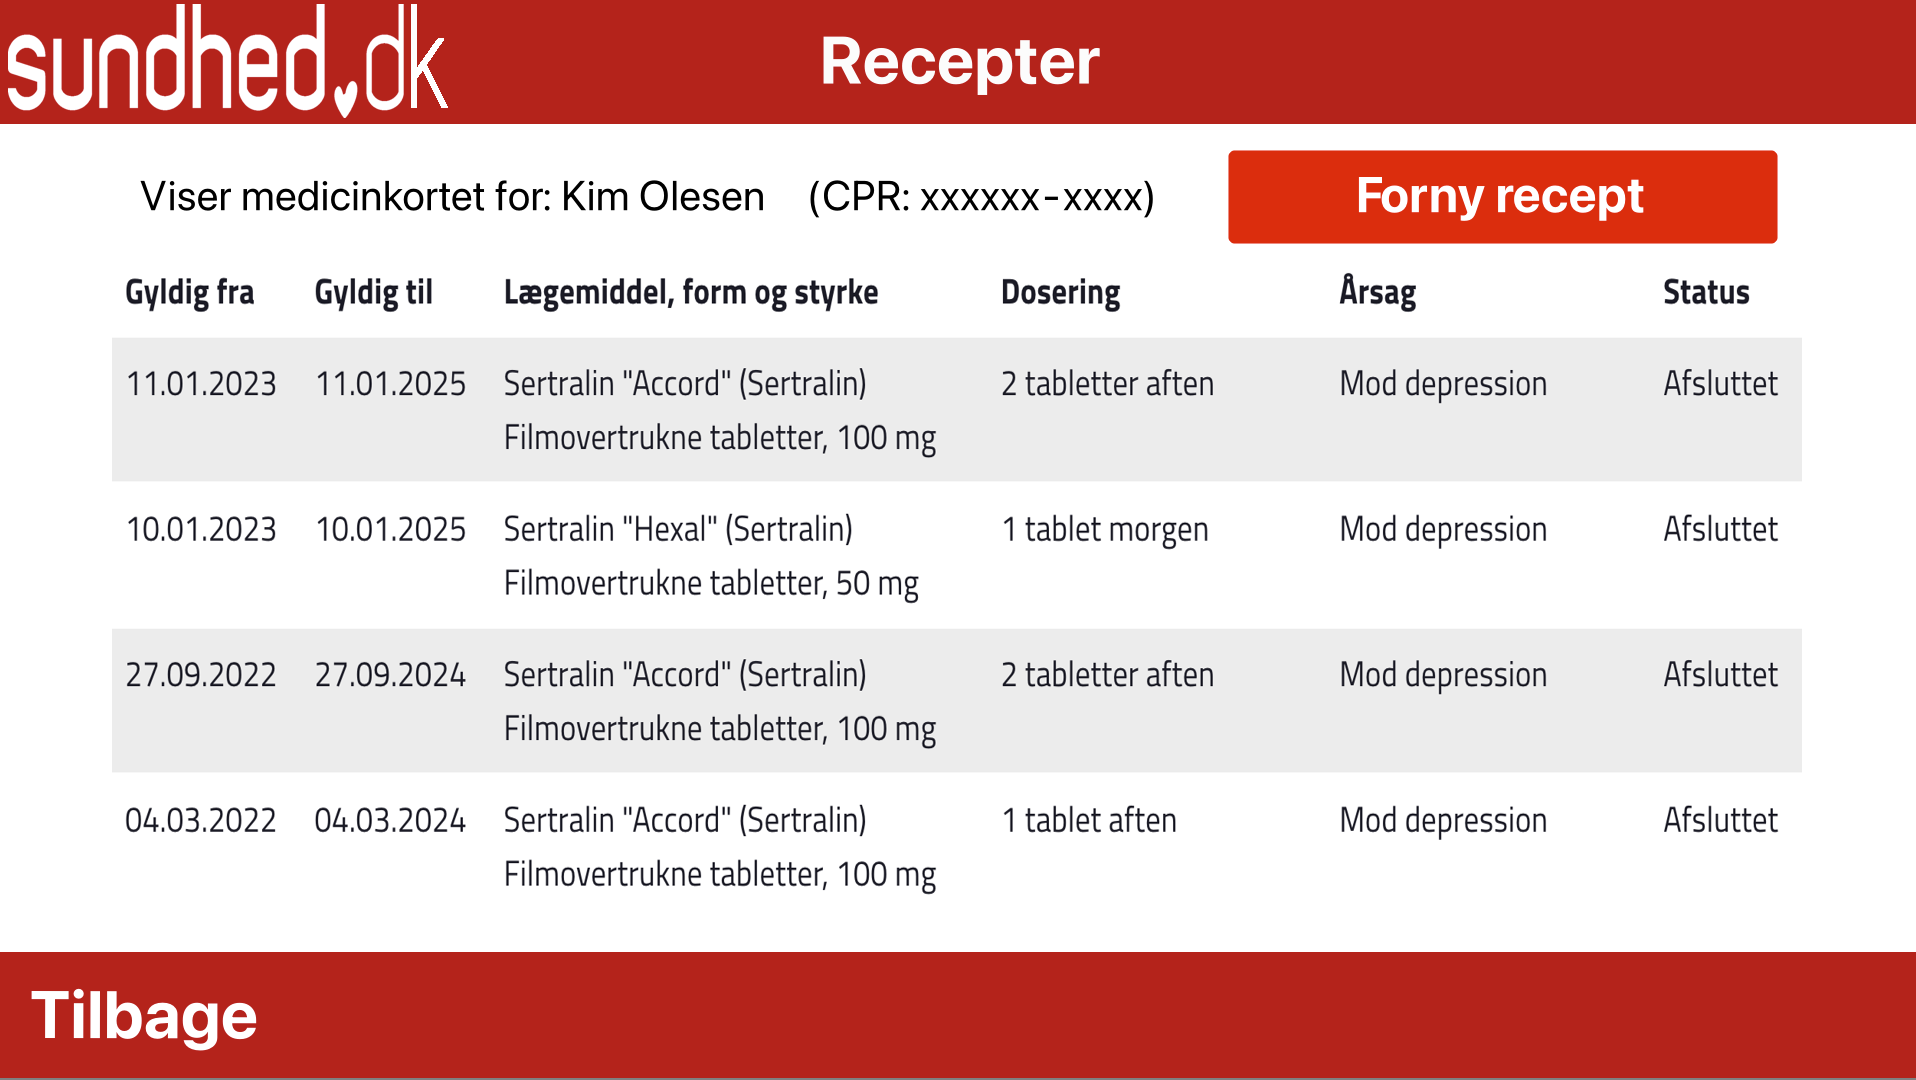 sundhed.dk
Recepter
Viser medicinkortet for: Kim Olesen (CPR: xxxxxx-xxxx)
Forny recept
Gyldig fra Gyldig til Lægemiddel, form og styrke Dosering Årsag Status
11.01.2023 11.01.2025 Sertralin "Accord" (Sertralin) 2 tabletter aften Mod depression Afsluttet
Filmovertrukne tabletter, 100 mg
10.01.2023 10.01.2025 Sertralin "Hexal" (Sertralin) 1 tablet morgen Mod depression Afsluttet
Filmovertrukne tabletter, 50 mg
27.09.2022 27.09.2024 Sertralin "Accord" (Sertralin) 2 tabletter aften Mod depression Afsluttet
Filmovertrukne tabletter, 100 mg
04.03.2022 04.03.2024 Sertralin "Accord" (Sertralin) 1 tablet aften Mod depression Afsluttet
Filmovertrukne tabletter, 100 mg
Tilbage